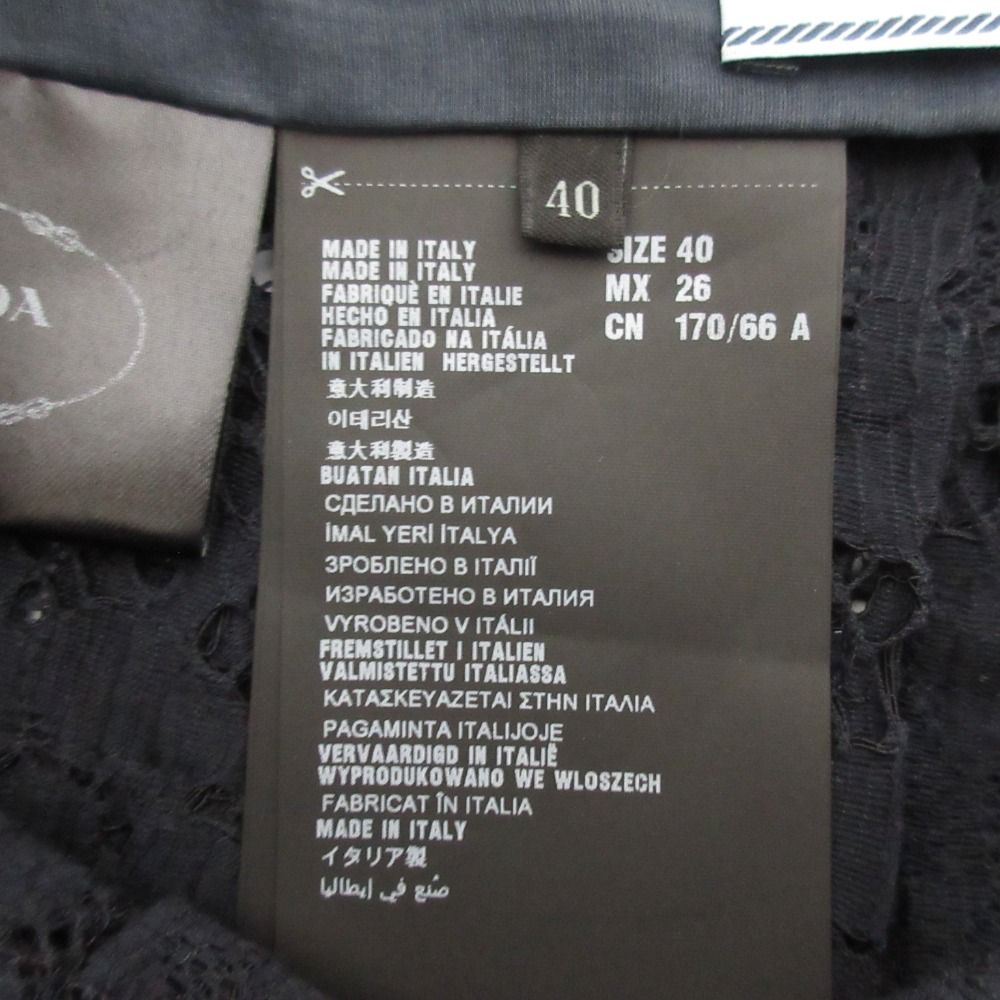 DA
40
MADE IN ITALY
MADE IN ITALY
FABRIQUÈ EN ITALIE
HECHO EN ITALIA
FABRICADO NA ITÁLIA
IN ITALIEN HERGESTELLT
意大利制造
이테리산
意大利製造
BUATAN ITALIA
СДЕЛАНО В ИТАЛИИ
İMAL YERİ İTALYA
ЗРОБЛЕНО В ІТАЛІЇ
ИЗРАБОТЕНО В ИТАЛИЯ
VYROBENO V ITÁLII
FREMSTILLET I ITALIEN
VALMISTETTU ITALIASSA
ΚΑΤΑΣΚΕΥΑΖΕΤΑΙ ΣΤΗΝ ΙΤΑΛΙΑ
PAGAMINTA ITALIJOJE
VERVAARDIGD IN ITALIË
WYPRODUKOWANO WE WLOSZECH
FABRICAT ÎN ITALIA
MADE IN ITALY
イタリア製
صُنع في إيطاليا
SIZE 40
MX 26
CN 170/66 A